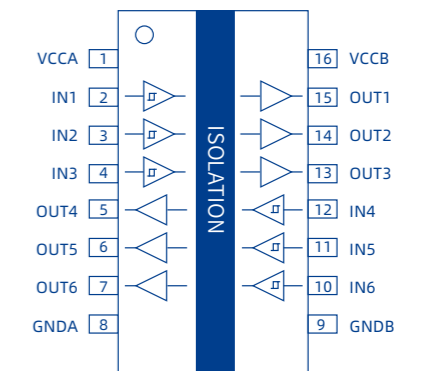 VCCA 1 16 VCCB
IN1 2 15 OUT1
IN2 3 14 OUT2
IN3 4 13 OUT3
OUT4 5 12 IN4
OUT5 6 11 IN5
OUT6 7 10 IN6
GNDA 8 9 GNDB
ISOLATION